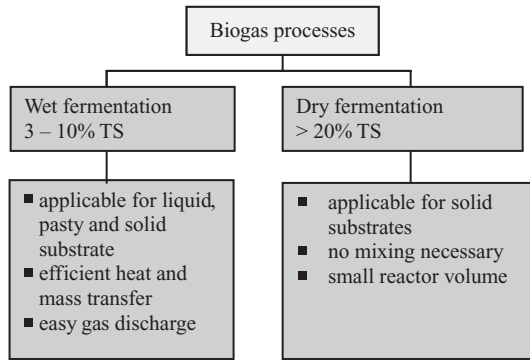 Biogas processes
Wet fermentation
3 – 10% TS
Dry fermentation
> 20% TS
■ applicable for liquid,
pasty and solid
substrate
■ efficient heat and
mass transfer
■ easy gas discharge
■ applicable for solid
substrates
■ no mixing necessary
■ small reactor volume